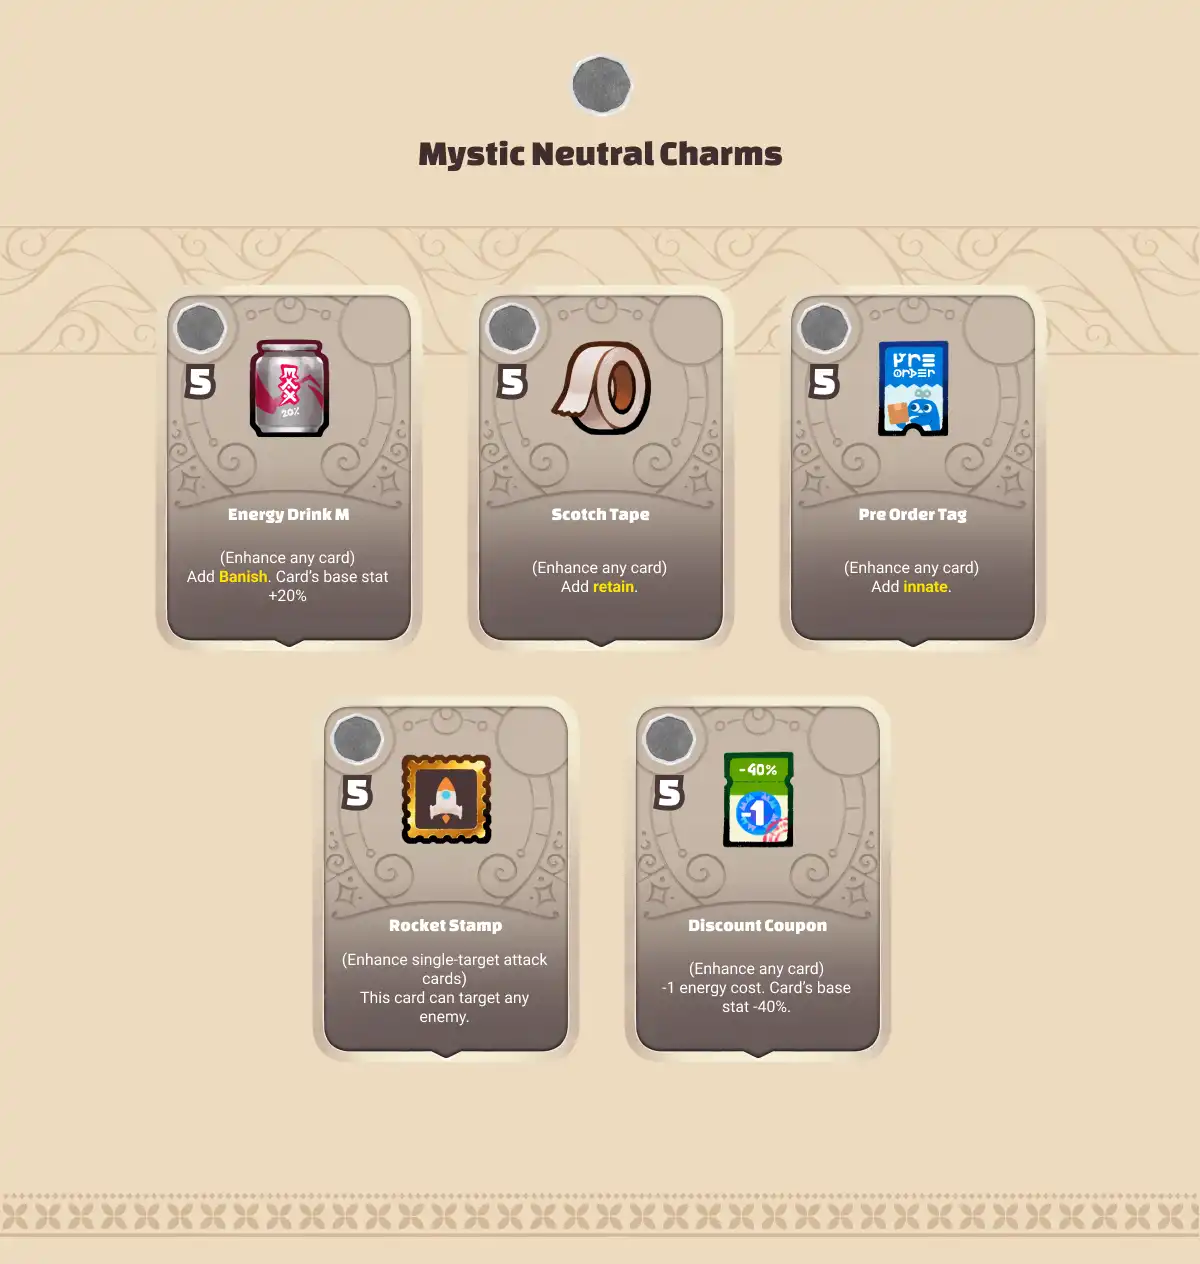 Mystic Neutral Charms
5
MAX
20%
Energy Drink M
(Enhance any card)
Add Banish. Card's base stat
+20%
5
Scotch Tape
(Enhance any card)
Add retain.
5
PRE
ORDER
Pre Order Tag
(Enhance any card)
Add innate.
5
Rocket Stamp
(Enhance single-target attack
cards)
This card can target any
enemy.
5
-40%
-1
Discount Coupon
(Enhance any card)
-1 energy cost. Card's base
stat -40%.